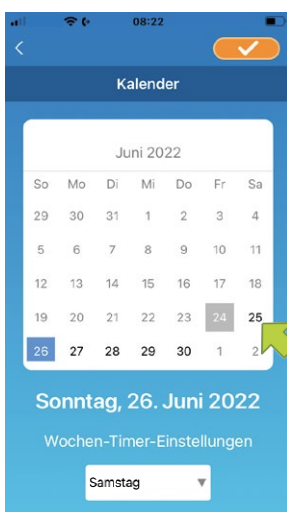 08:22
Kalender
Juni 2022
So Mo Di Mi Do Fr Sa
29 30 31 1 2 3 4
5 6 7 8 9 10 11
12 13 14 15 16 17 18
19 20 21 22 23 24 25
26 27 28 29 30 1 2
Sonntag, 26. Juni 2022
Wochen-Timer-Einstellungen
Samstag